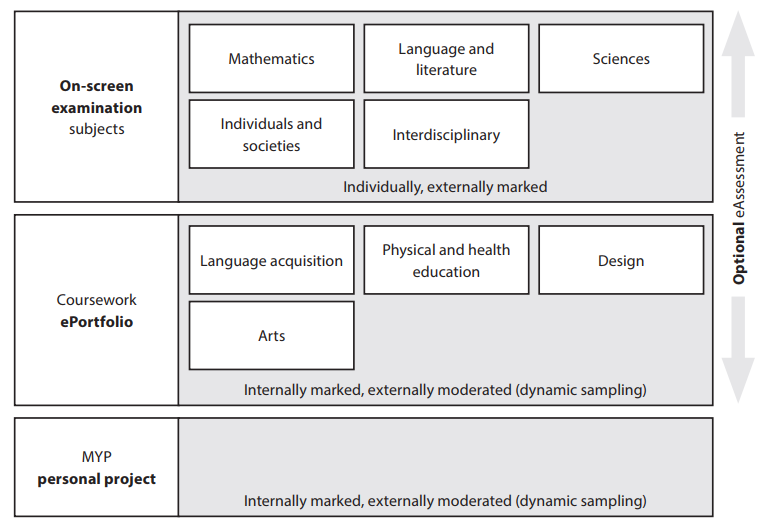 On-screen
examination
subjects
Mathematics
Language and
literature
Sciences
Individuals and
societies
Interdisciplinary
Individually, externally marked
Coursework
ePortfolio
Language acquisition
Physical and health
education
Design
Arts
Internally marked, externally moderated (dynamic sampling)
MYP
personal project
Internally marked, externally moderated (dynamic sampling)
Optional eAssessment